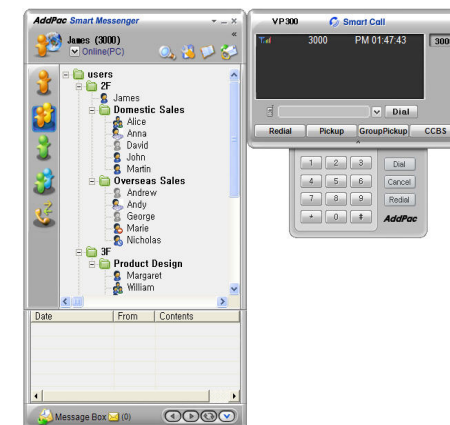 AddPac Smart Messenger
James (3000)
Online(PC)
users
2F
James
Domestic Sales
Alice
Anna
David
John
Martin
Overseas Sales
Andrew
Andy
George
Marie
Nicholas
3F
Product Design
Margaret
William
Date From Contents
Message Box (0)
VP300 Smart Call
3000 PM 01:47:43
300
Dial
Redial Pickup GroupPickup CCBS
1 2 3 Dial
4 5 6 Cancel
7 8 9 Redial
* 0 # AddPac